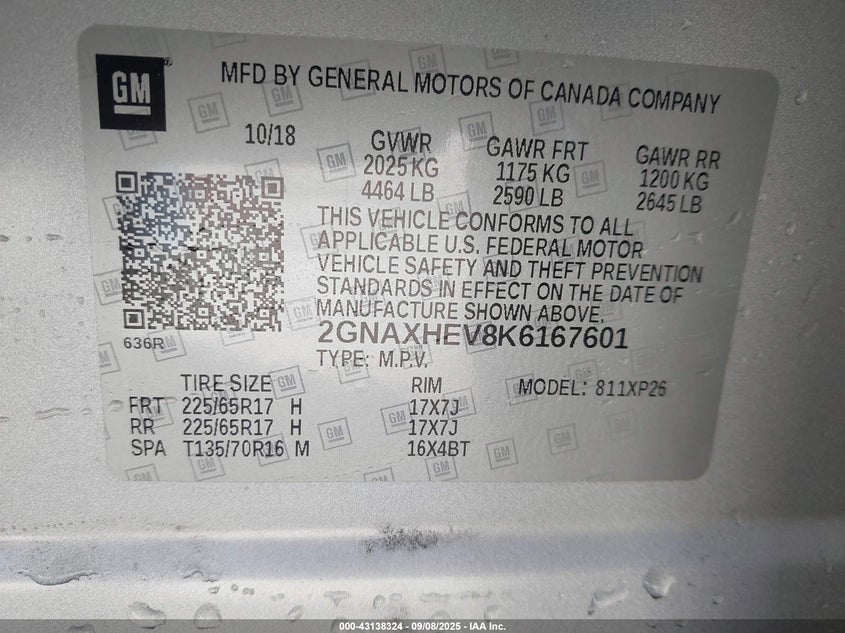 GM
MFD BY GENERAL MOTORS OF CANADA COMPANY
10/18 GVWR GAWR FRT GAWR RR
2025 KG 1175 KG 1200 KG
4464 LB 2590 LB 2645 LB
THIS VEHICLE CONFORMS TO ALL
APPLICABLE U.S. FEDERAL MOTOR
VEHICLE SAFETY AND THEFT PREVENTION
STANDARDS IN EFFECT ON THE DATE OF
MANUFACTURE SHOWN ABOVE.
636R 2GNAXHEV8K6167601
TYPE: M.P.V.
TIRE SIZE RIM MODEL: 811XP26
FRT 225/65R17 H 17X7J
RR 225/65R17 H 17X7J
SPA T135/70R16 M 16X4BT
000-43138324 - 09/08/2025 - IAA Inc.